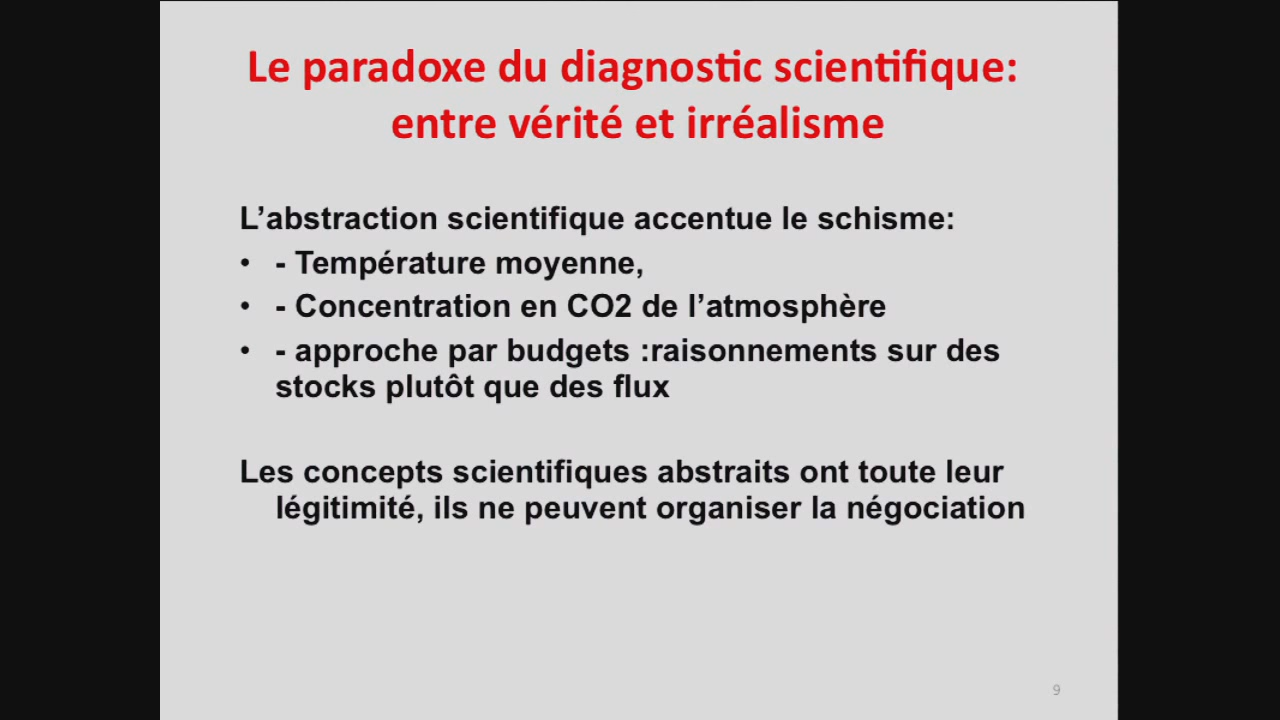 Le paradoxe du diagnostic scientifique:
entre vérité et irréalisme
L’abstraction scientifique accentue le schisme:
• - Température moyenne,
• - Concentration en CO2 de l’atmosphère
• - approche par budgets :raisonnements sur des
stocks plutôt que des flux
Les concepts scientifiques abstraits ont toute leur
légitimité, ils ne peuvent organiser la négociation
9